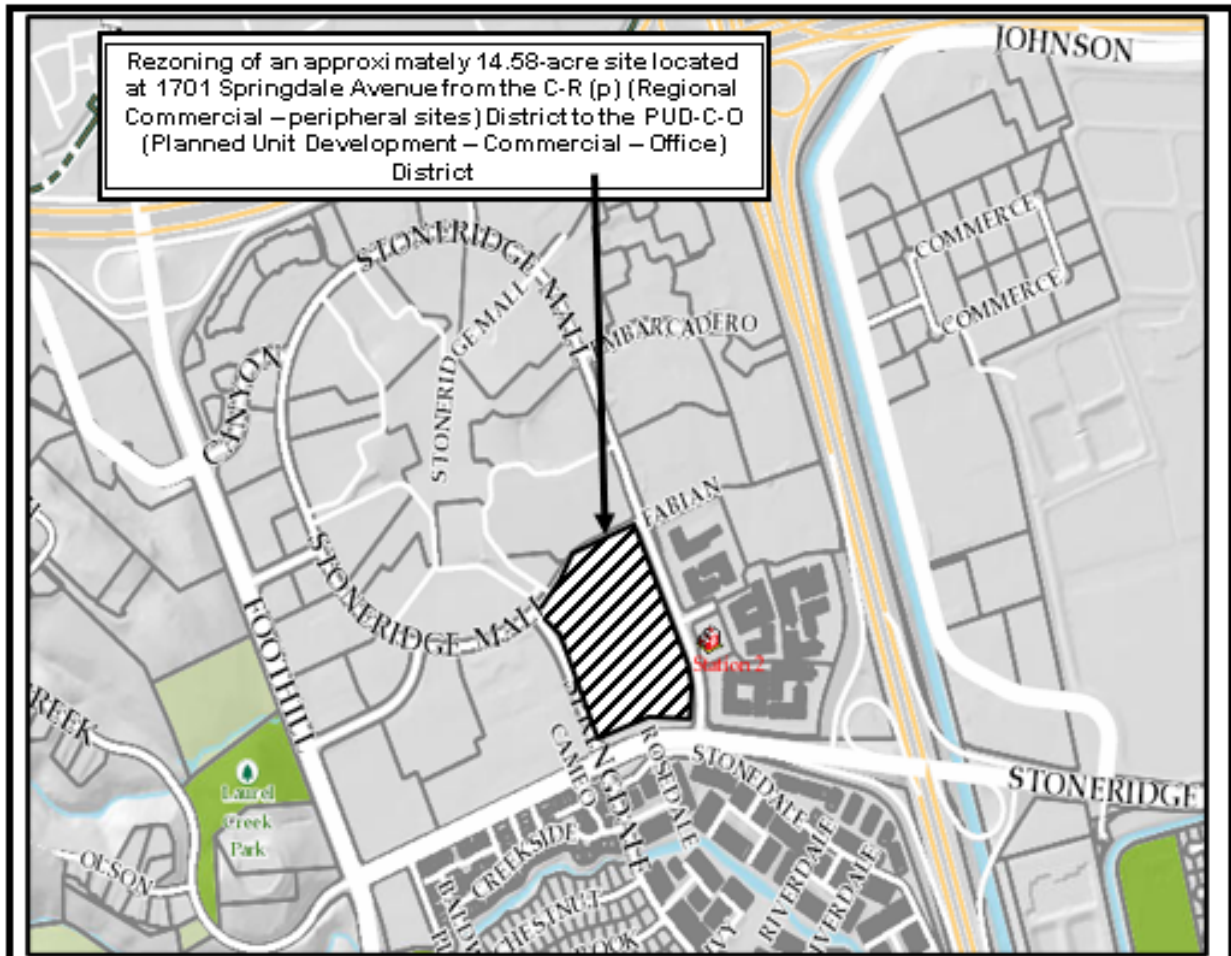 JOHNSON
Rezoning of an approximately 14.58-acre site located
at 1701 Springdale Avenue from the C-R (p) (Regional
Commercial – peripheral sites) District to the PUD-C-O
(Planned Unit Development – Commercial – Office)
District
COMMERCE
STONERIDGE MALL
STONERIDGE MALL
EMBARCADERO
COMMERCE
CANYON
FABIAN
STONERIDGE MALL
FOOTHILL
Station 2
CREEK
SPRINGDALE
CAMEO
ROSEDALE
STONEDALE
STONERIDGE
Laurel
Creek
Park
OLSON
CREEKSIDE
RIVERDALE
RIVERDALE
CHESTNUT
IVY